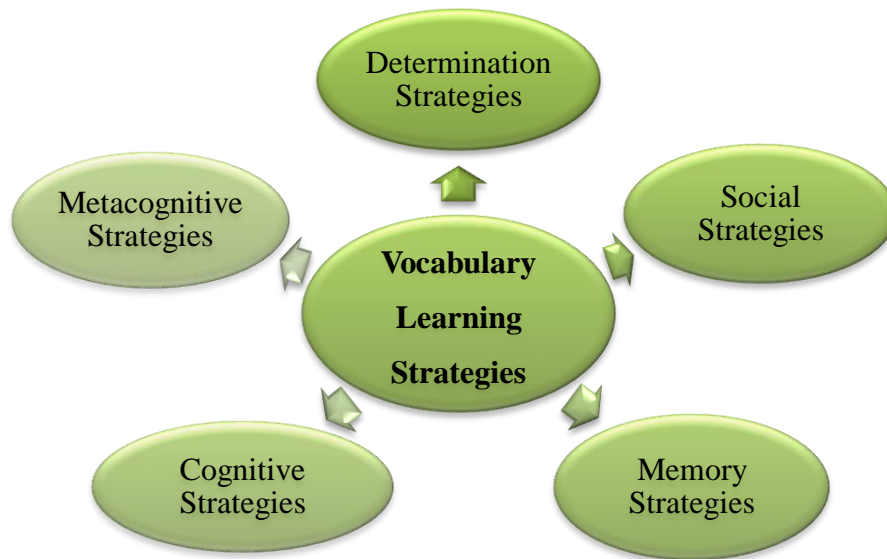 Determination
Strategies
Metacognitive
Strategies
Social
Strategies
Vocabulary
Learning
Strategies
Cognitive
Strategies
Memory
Strategies